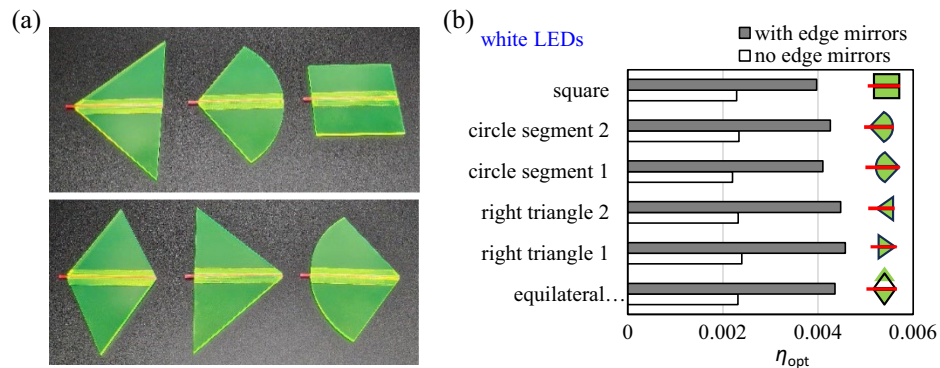 (a)
(b)
white LEDs
with edge mirrors
no edge mirrors
square
circle segment 2
circle segment 1
right triangle 2
right triangle 1
equilateral…
0 0.002 0.004 0.006
ηopt